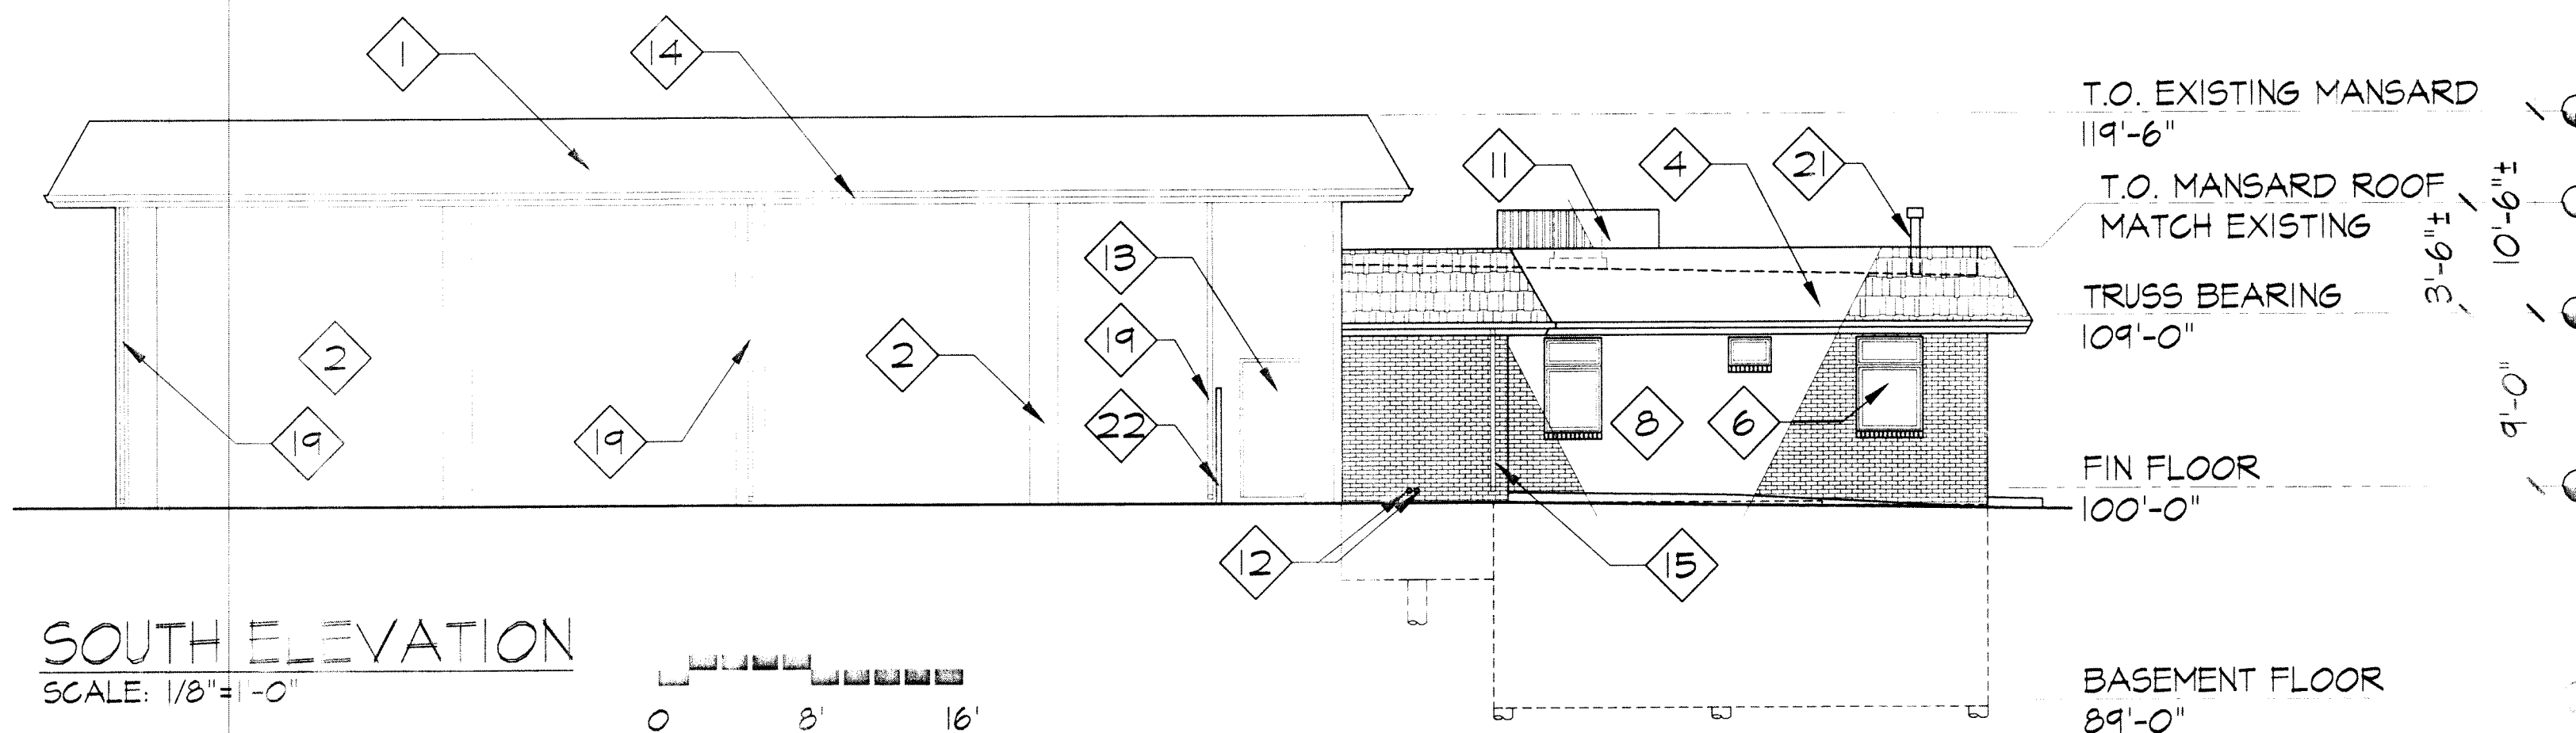 1
14
T.O. EXISTING MANSARD
119'-6"
11
4
21
T.O. MANSARD ROOF
MATCH EXISTING
3'-6"±
10'-6"±
13
TRUSS BEARING
109'-0"
19
2
2
22
19
19
8
6
9'-0"
FIN FLOOR
100'-0"
12
15
SOUTH ELEVATION
SCALE: 1/8"=1'-0"
0 8' 16'
BASEMENT FLOOR
89'-0"